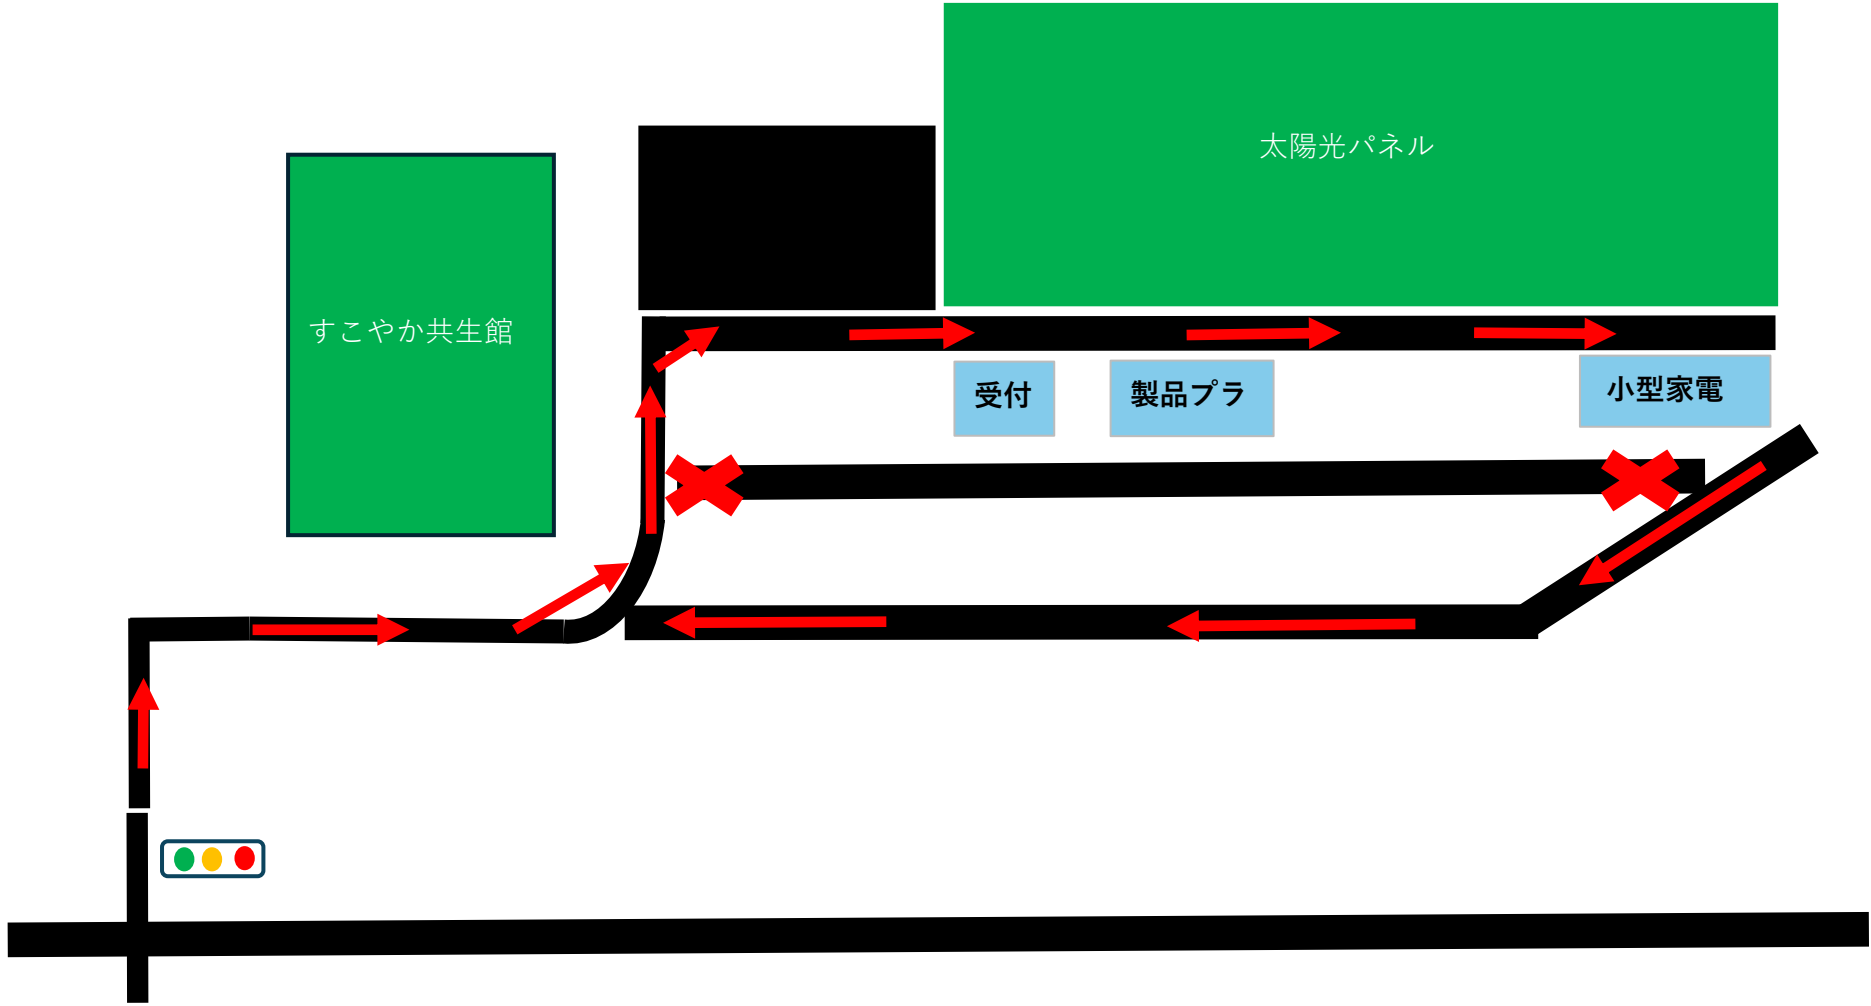 太陽光パネル
すこやか共生館
受付
製品プラ
小型家電